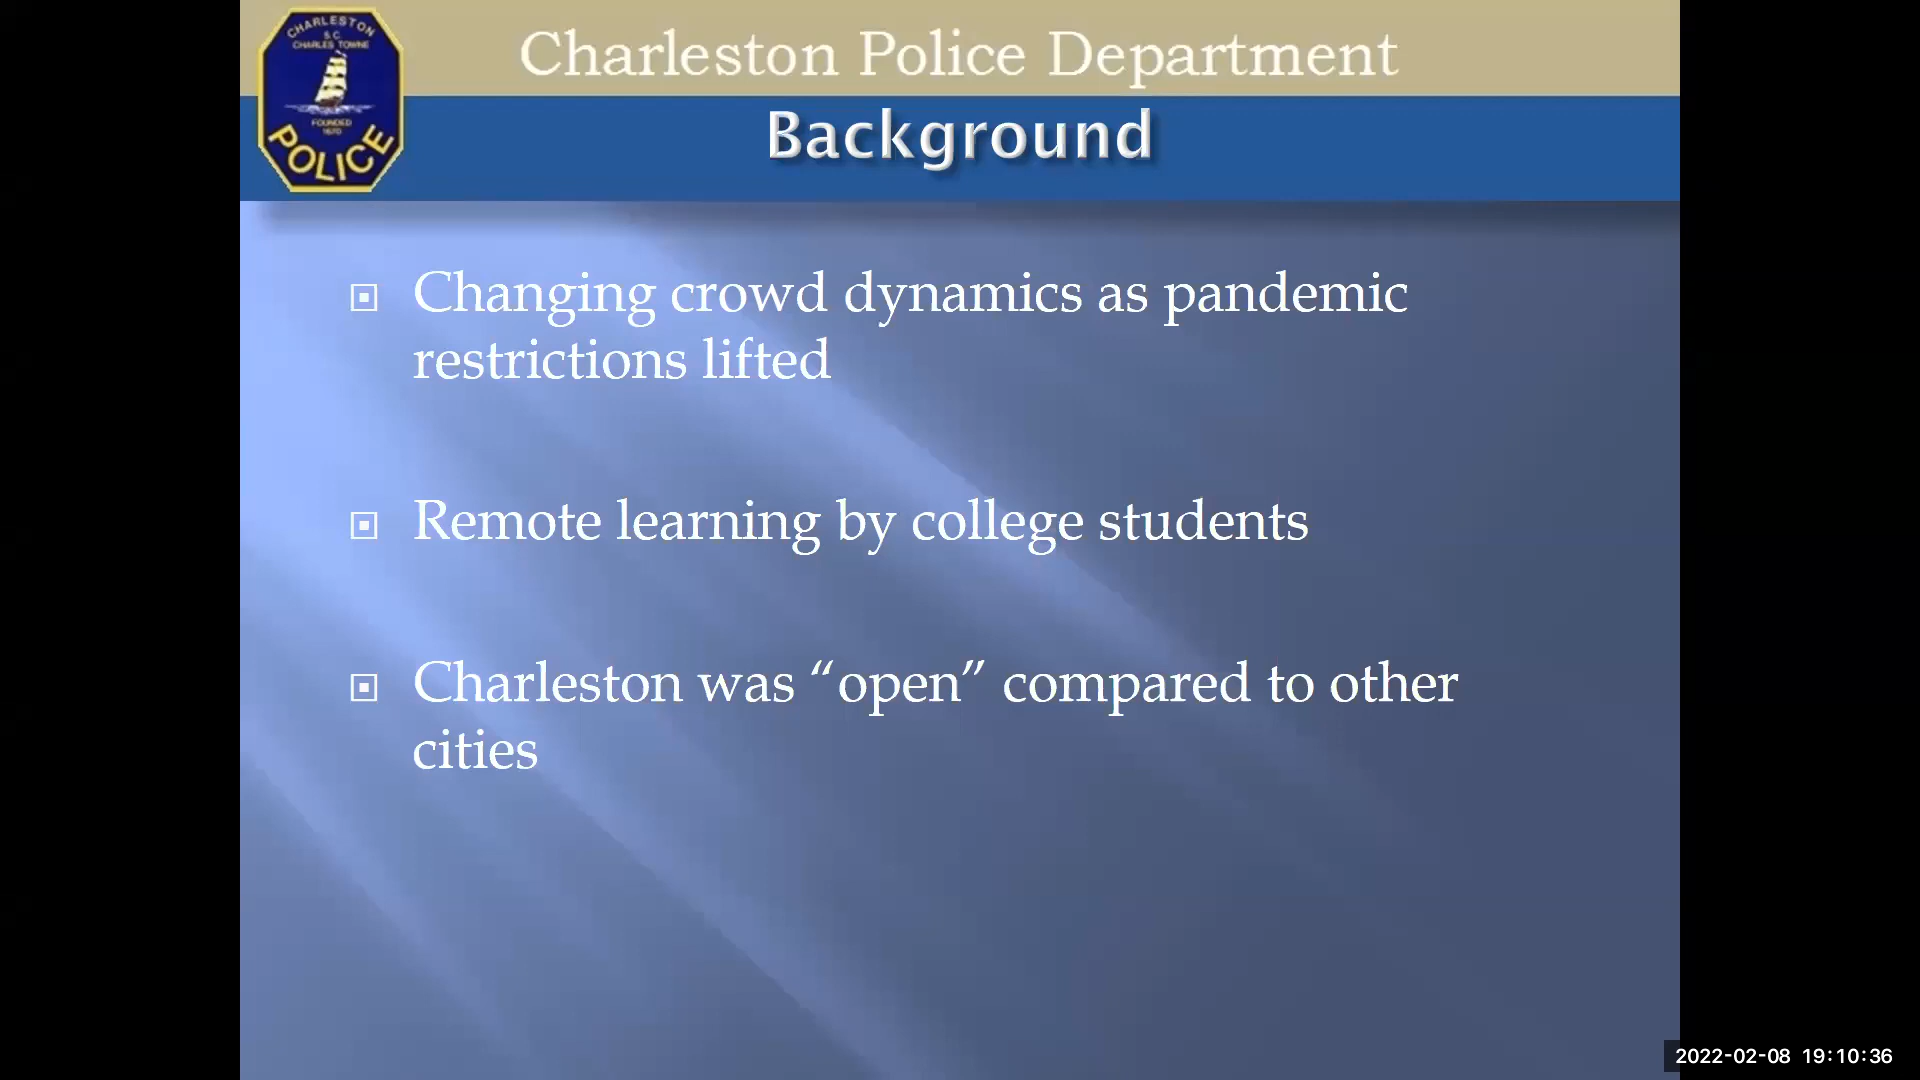 CHARLESTON
S.C.
CHARLES TOWNE
FOUNDED
1670
POLICE
Charleston Police Department
Background
Changing crowd dynamics as pandemic
restrictions lifted
Remote learning by college students
Charleston was “open” compared to other
cities
2022-02-08 19:10:36